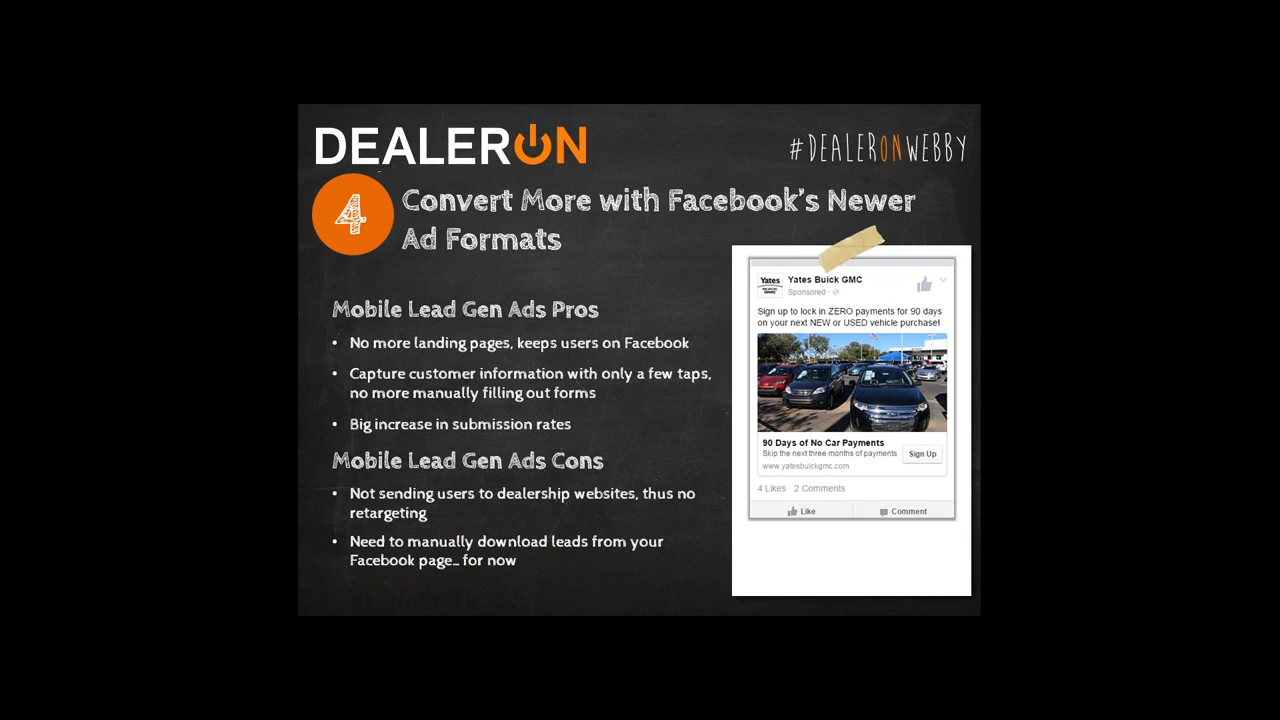 DEALERON
#DEALERONWEBBY
4
Convert More with Facebook's Newer
Ad Formats
Mobile Lead Gen Ads Pros
• No more landing pages, keeps users on Facebook
• Capture customer information with only a few taps,
no more manually filling out forms
• Big increase in submission rates
Mobile Lead Gen Ads Cons
• Not sending users to dealership websites, thus no
retargeting
• Need to manually download leads from your
Facebook page... for now
Yates
BUICK
GMC
Yates Buick GMC
Sponsored ·
Sign up to lock in ZERO payments for 90 days
on your next NEW or USED vehicle purchase!
90 Days of No Car Payments
Skip the next three months of payments
www.yatesbuickgmc.com
Sign Up
4 Likes · 2 Comments
Like
Comment